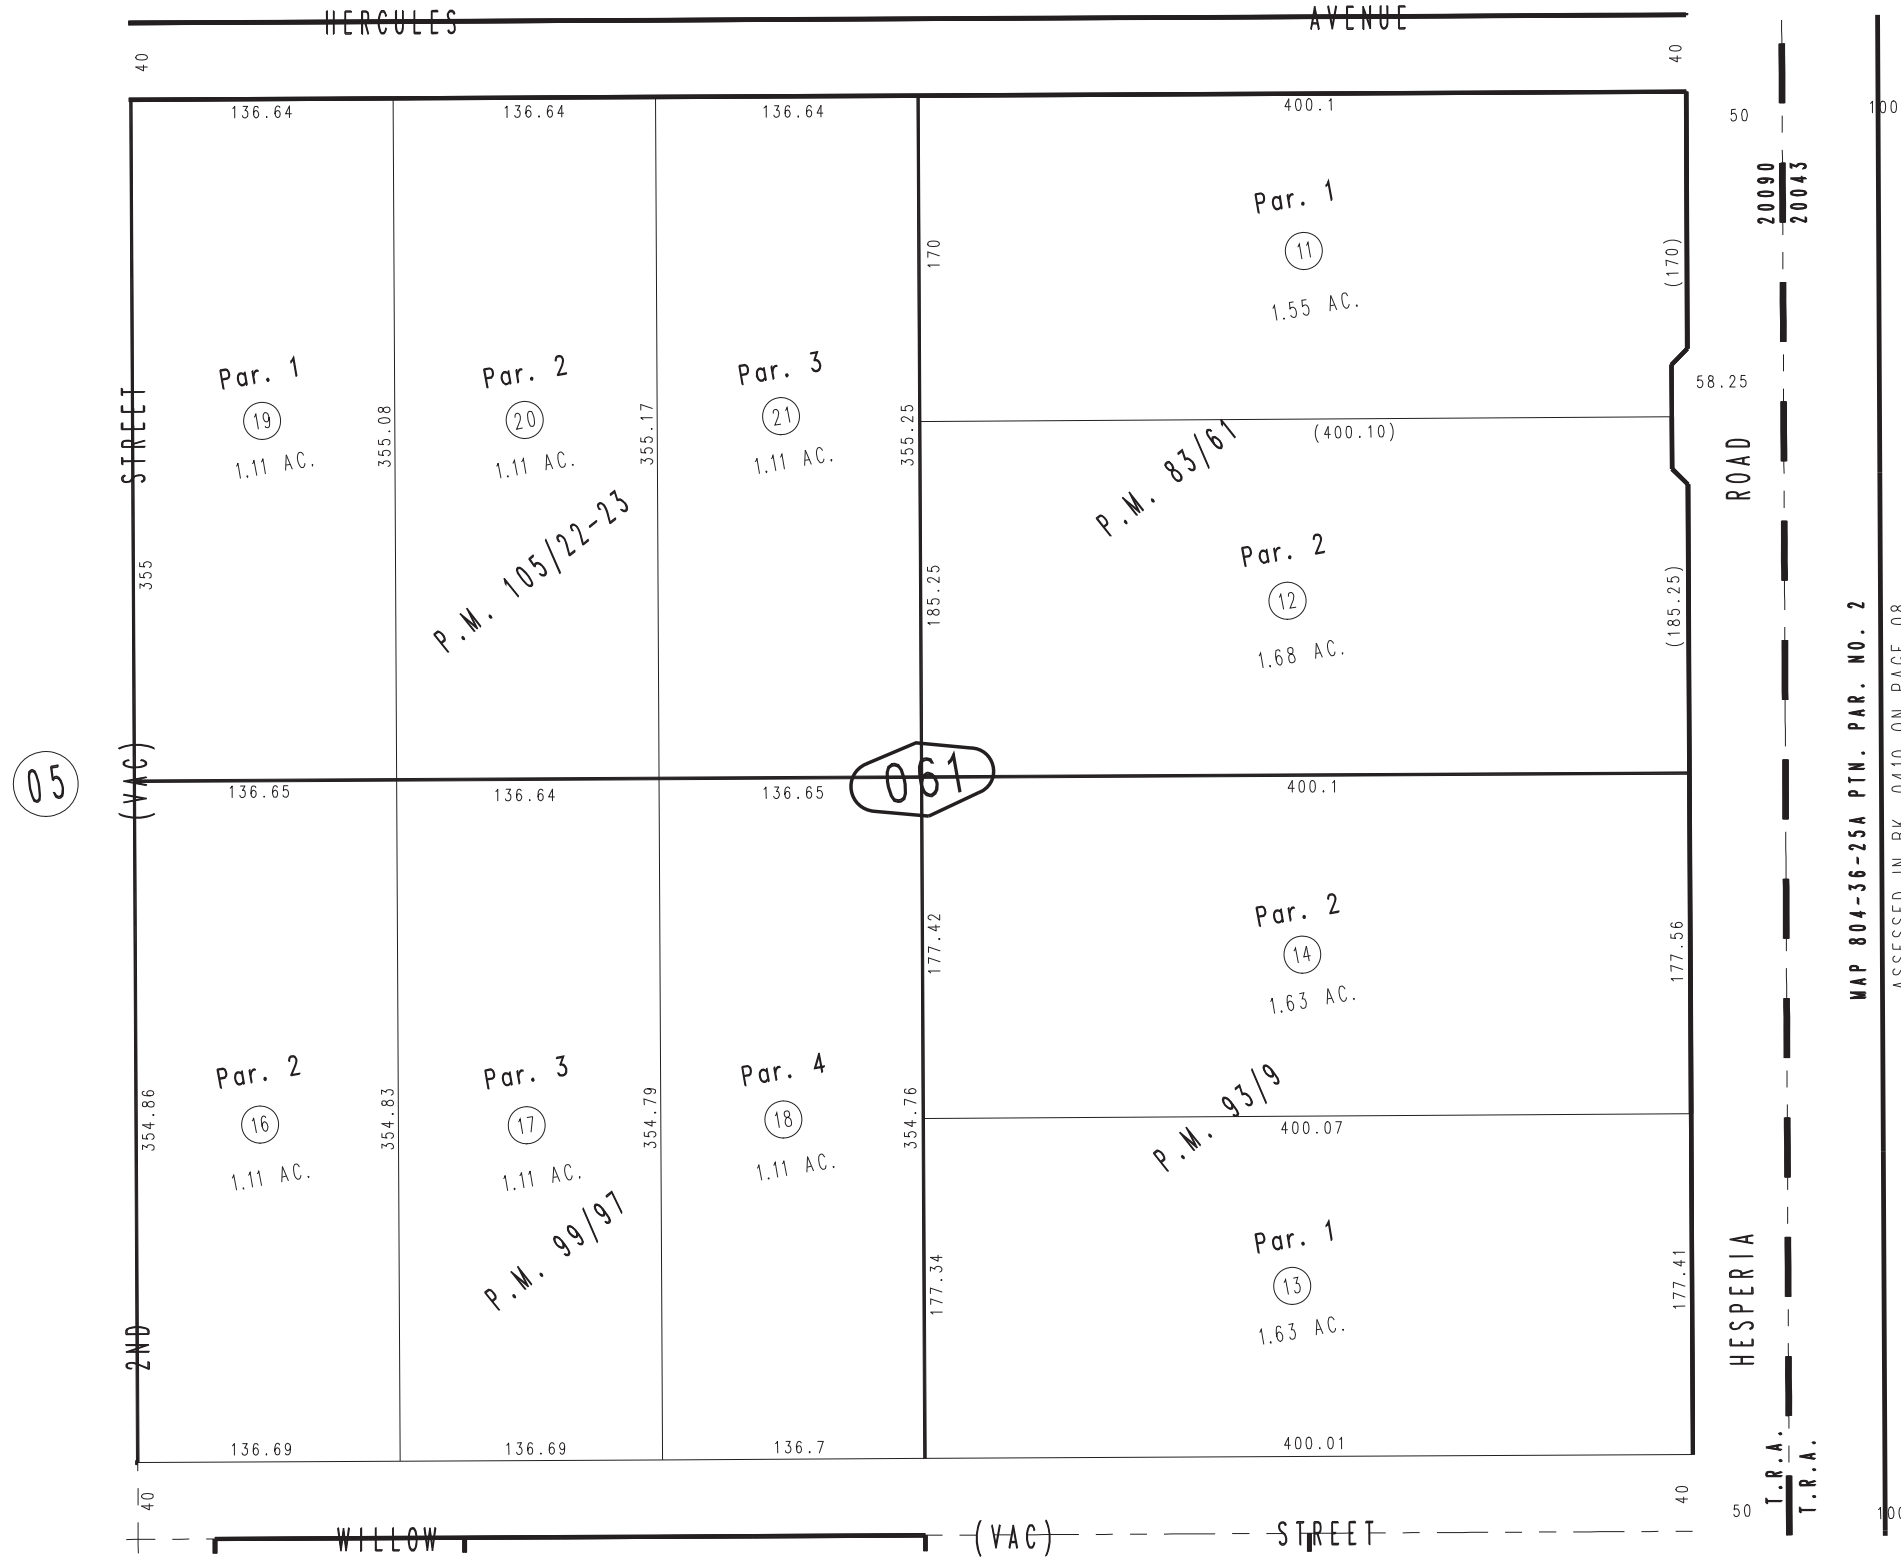 HERCULES AVENUE
40 40
136.64 136.64 136.64 400.1
50 100
20090
20043
Par. 1
11
1.55 AC.
170 (170)
Par. 1
19
1.11 AC.
Par. 2
20
1.11 AC.
Par. 3
21
1.11 AC.
355.08 355.17 355.25
58.25
(400.10)
P.M. 83/61
P.M. 105/22-23
355
Par. 2
12
1.68 AC.
185.25 (185.25)
2ND (VAC) STREET
HESPERIA ROAD
05
061
136.65 136.64 136.65 400.1
MAP 804-36-25A PTN. PAR. NO. 2
ASSESSED IN BK. 0410 ON PAGE 08
Par. 2
14
1.63 AC.
177.42 177.56
Par. 2
16
1.11 AC.
Par. 3
17
1.11 AC.
Par. 4
18
1.11 AC.
354.86 354.83 354.79 354.76
P.M. 93/9
400.07
P.M. 99/97
Par. 1
13
1.63 AC.
177.34 177.41
136.69 136.69 136.7 400.01
T.R.A.
T.R.A.
40 40 50 100
WILLOW (VAC) STREET